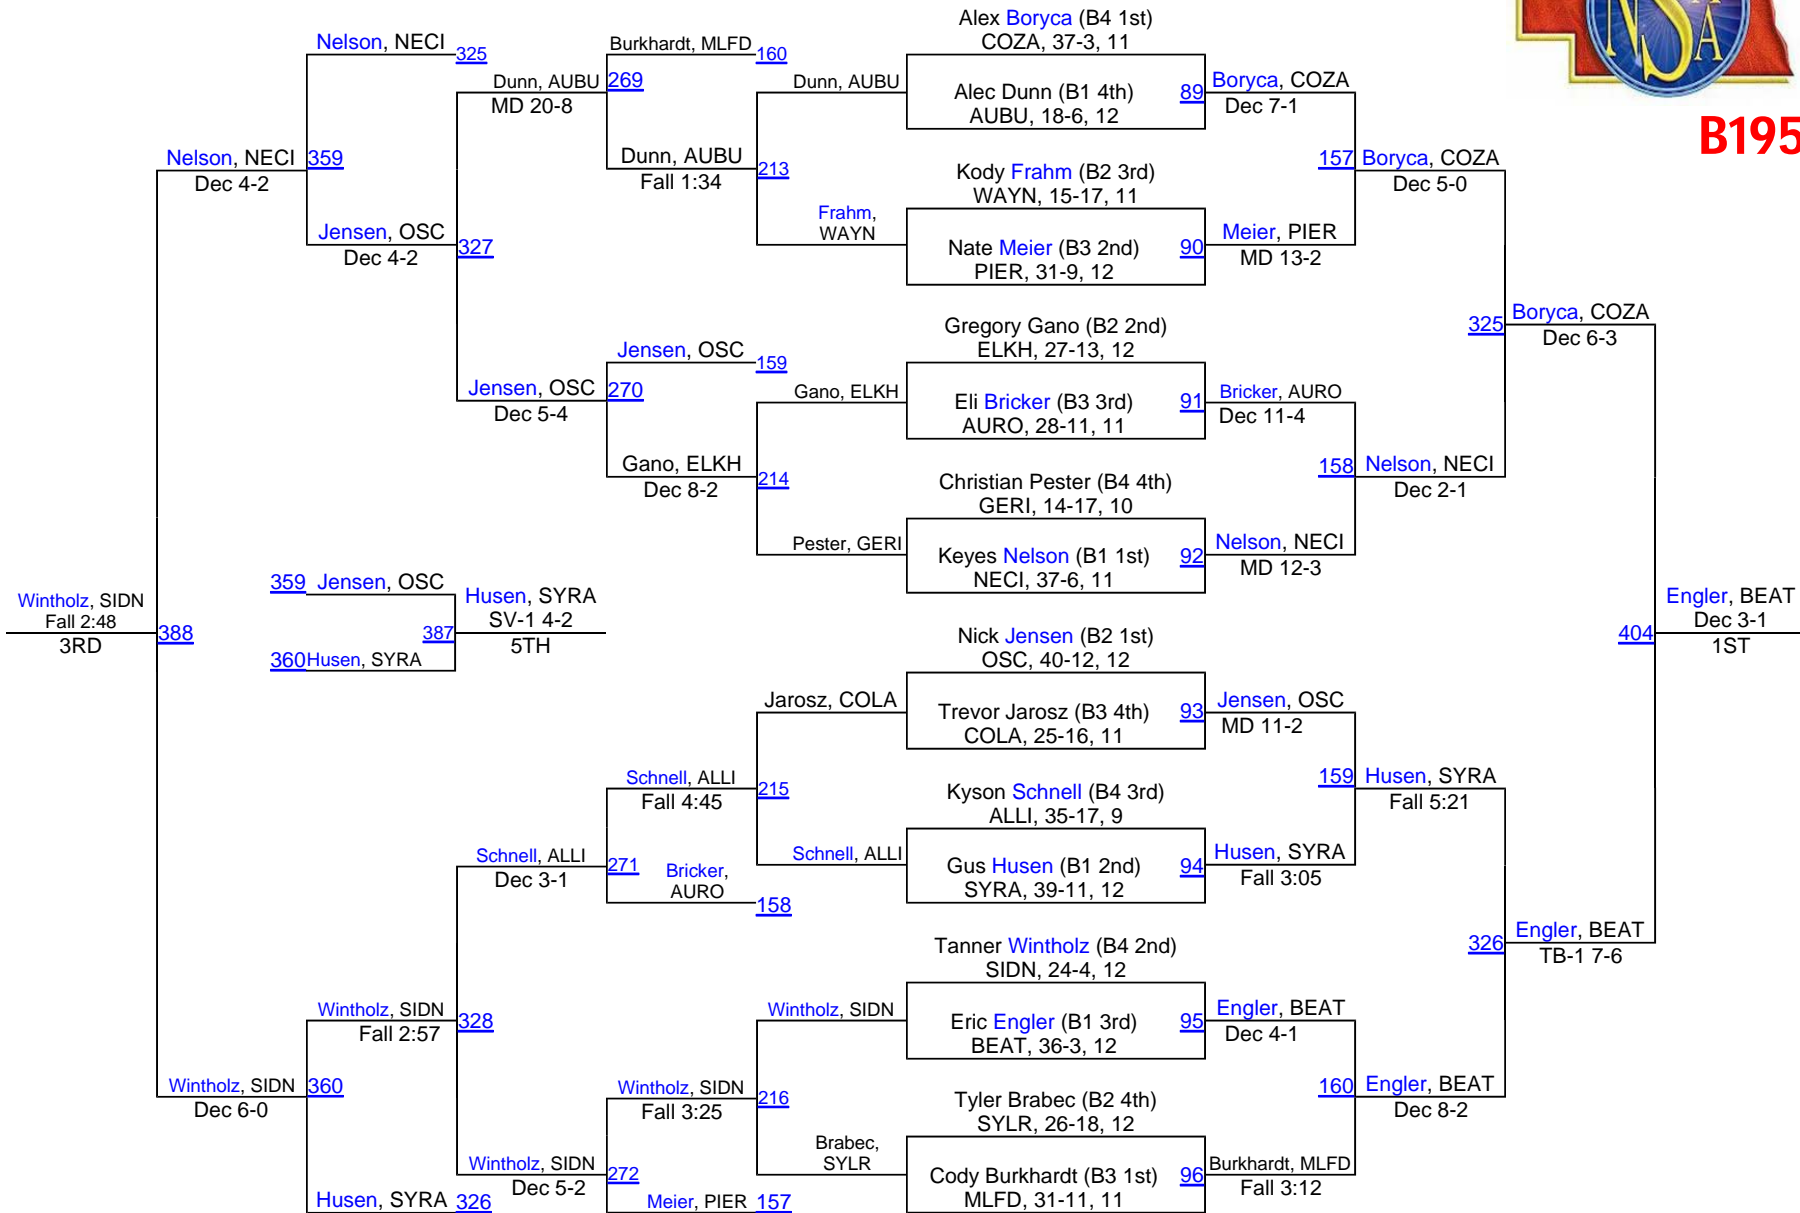 Alex Boryca (B4 1st)
COZA, 37-3, 11
Nelson, NECI
325
Burkhardt, MLFD
160
NSA
A
Dunn, AUBU
269
MD 20-8
Dunn, AUBU
Alec Dunn (B1 4th)
AUBU, 18-6, 12
89
Boryca, COZA
Dec 7-1
B195
Nelson, NECI
359
Dec 4-2
Dunn, AUBU
Fall 1:34
213
Kody Frahm (B2 3rd)
WAYN, 15-17, 11
157
Boryca, COZA
Dec 5-0
Jensen, OSC
Dec 4-2
327
Frahm,
WAYN
Nate Meier (B3 2nd)
PIER, 31-9, 12
90
Meier, PIER
MD 13-2
Gregory Gano (B2 2nd)
ELKH, 27-13, 12
325
Boryca, COZA
Dec 6-3
Jensen, OSC
159
Jensen, OSC
Dec 5-4
270
Gano, ELKH
Eli Bricker (B3 3rd)
AURO, 28-11, 11
91
Bricker, AURO
Dec 11-4
Gano, ELKH
Dec 8-2
214
Christian Pester (B4 4th)
GERI, 14-17, 10
158
Nelson, NECI
Dec 2-1
Pester, GERI
Keyes Nelson (B1 1st)
NECI, 37-6, 11
92
Nelson, NECI
MD 12-3
359
Jensen, OSC
Husen, SYRA
SV-1 4-2
387
5TH
360
Husen, SYRA
Wintholz, SIDN
Fall 2:48
3RD
388
Nick Jensen (B2 1st)
OSC, 40-12, 12
404
Engler, BEAT
Dec 3-1
1ST
Jarosz, COLA
Trevor Jarosz (B3 4th)
COLA, 25-16, 11
93
Jensen, OSC
MD 11-2
Schnell, ALLI
Fall 4:45
215
Kyson Schnell (B4 3rd)
ALLI, 35-17, 9
159
Husen, SYRA
Fall 5:21
Schnell, ALLI
Dec 3-1
271
Bricker,
AURO
158
Schnell, ALLI
Gus Husen (B1 2nd)
SYRA, 39-11, 12
94
Husen, SYRA
Fall 3:05
Tanner Wintholz (B4 2nd)
SIDN, 24-4, 12
326
Engler, BEAT
TB-1 7-6
Wintholz, SIDN
Fall 2:57
328
Wintholz, SIDN
Eric Engler (B1 3rd)
BEAT, 36-3, 12
95
Engler, BEAT
Dec 4-1
Wintholz, SIDN
Dec 6-0
360
Wintholz, SIDN
Fall 3:25
216
Tyler Brabec (B2 4th)
SYLR, 26-18, 12
160
Engler, BEAT
Dec 8-2
Wintholz, SIDN
Dec 5-2
272
Brabec,
SYLR
Cody Burkhardt (B3 1st)
MLFD, 31-11, 11
96
Burkhardt, MLFD
Fall 3:12
Husen, SYRA
326
Meier, PIER
157